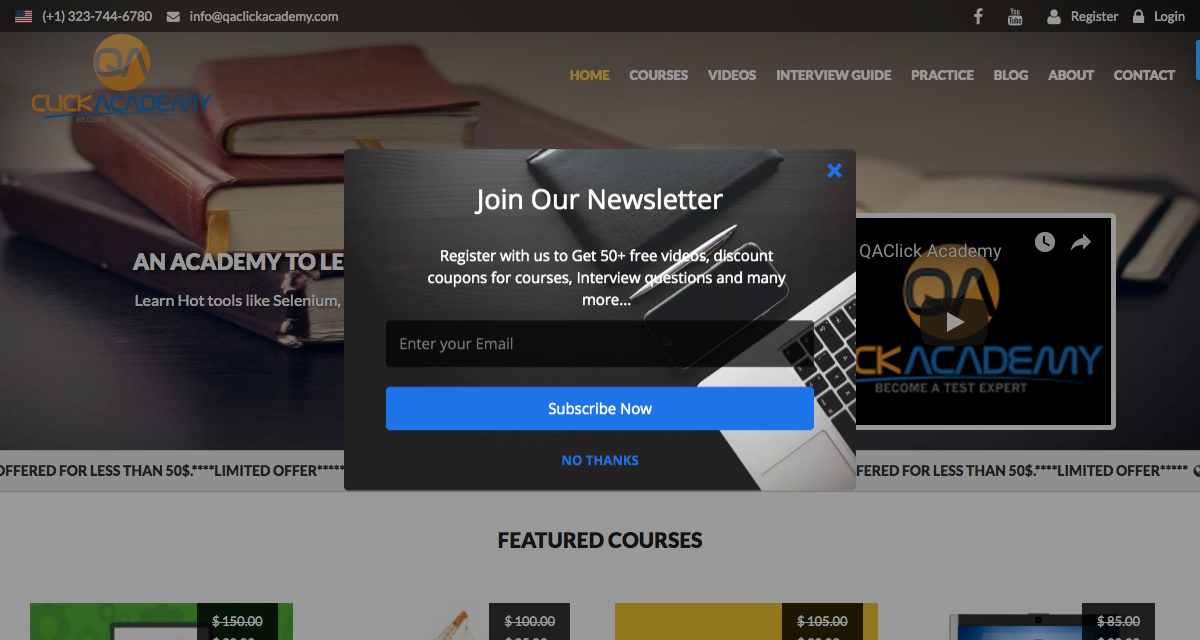 (+1) 323-744-6780 info@qaclickacademy.com Register Login
QA
CLICKACADEMY
HOME COURSES VIDEOS INTERVIEW GUIDE PRACTICE BLOG ABOUT CONTACT
Join Our Newsletter
Register with us to Get 50+ free videos, discount
coupons for courses, Interview questions and many
more...
Enter your Email
Subscribe Now
NO THANKS
AN ACADEMY TO LE
Learn Hot tools like Selenium,
QAClick Academy
QA
CKACADEMY
BECOME A TEST EXPERT
OFFERED FOR LESS THAN 50$.****LIMITED OFFER*****
FERED FOR LESS THAN 50$.****LIMITED OFFER*****
FEATURED COURSES
$ 150.00
$ 100.00
$ 105.00
$ 85.00